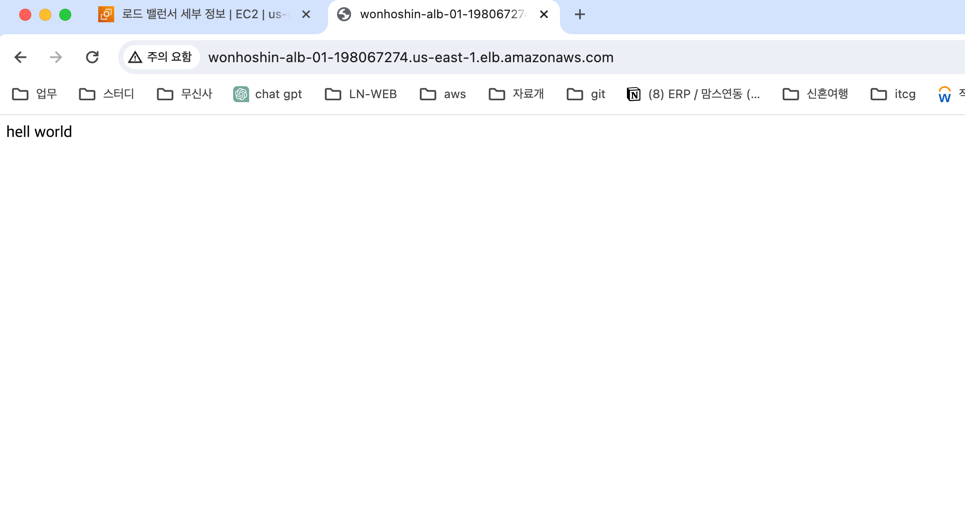 로드 밸런서 세부 정보 | EC2 | us-
wonhoshin-alb-01-19806727
주의 요함
wonhoshin-alb-01-198067274.us-east-1.elb.amazonaws.com
업무 스터디 무신사 chat gpt LN-WEB aws 자료개 git (8) ERP / 맘스연동 (... 신혼여행 itcg
hell world